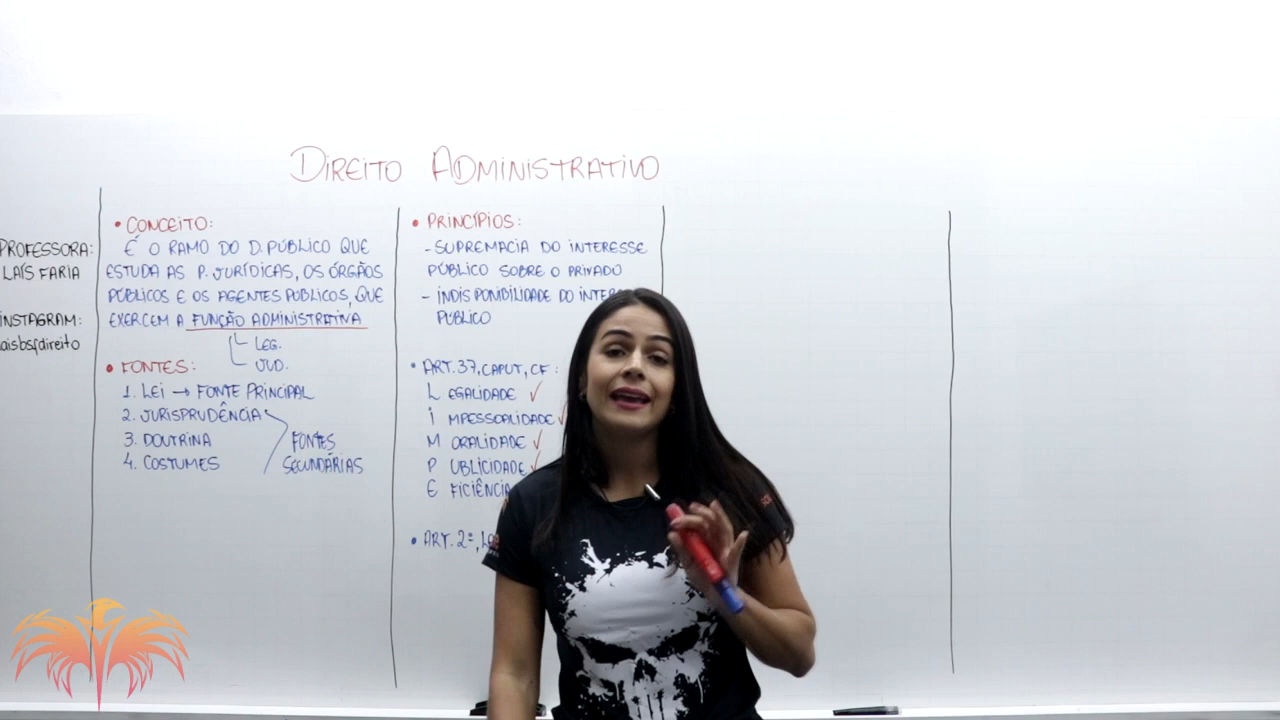 DIREITO ADMINISTRATIVO
PROFESSORA:
LAÍS FARIA
INSTAGRAM:
aisbsfdireito
• CONCEITO:
É O RAMO DO D. PÚBLICO QUE
ESTUDA AS P. JURÍDICAS, OS ÓRGÃOS
PÚBLICOS E OS AGENTES PÚBLICOS, QUE
EXERCEM A FUNÇÃO ADMINISTRATIVA
LEG.
JUD.
• FONTES:
1. LEI → FONTE PRINCIPAL
2. JURISPRUDÊNCIA
3. DOUTRINA
4. COSTUMES
FONTES
SECUNDÁRIAS
• PRINCÍPIOS:
- SUPREMACIA DO INTERESSE
PÚBLICO SOBRE O PRIVADO
- INDISPONIBILIDADE DO INTER
PÚBLICO
• ART. 37, CAPUT, CF:
L EGALIDADE ✓
I MPESSOALIDADE ✓
M ORALIDADE ✓
P UBLICIDADE ✓
E FICIÊNCIA
• ART. 2º,